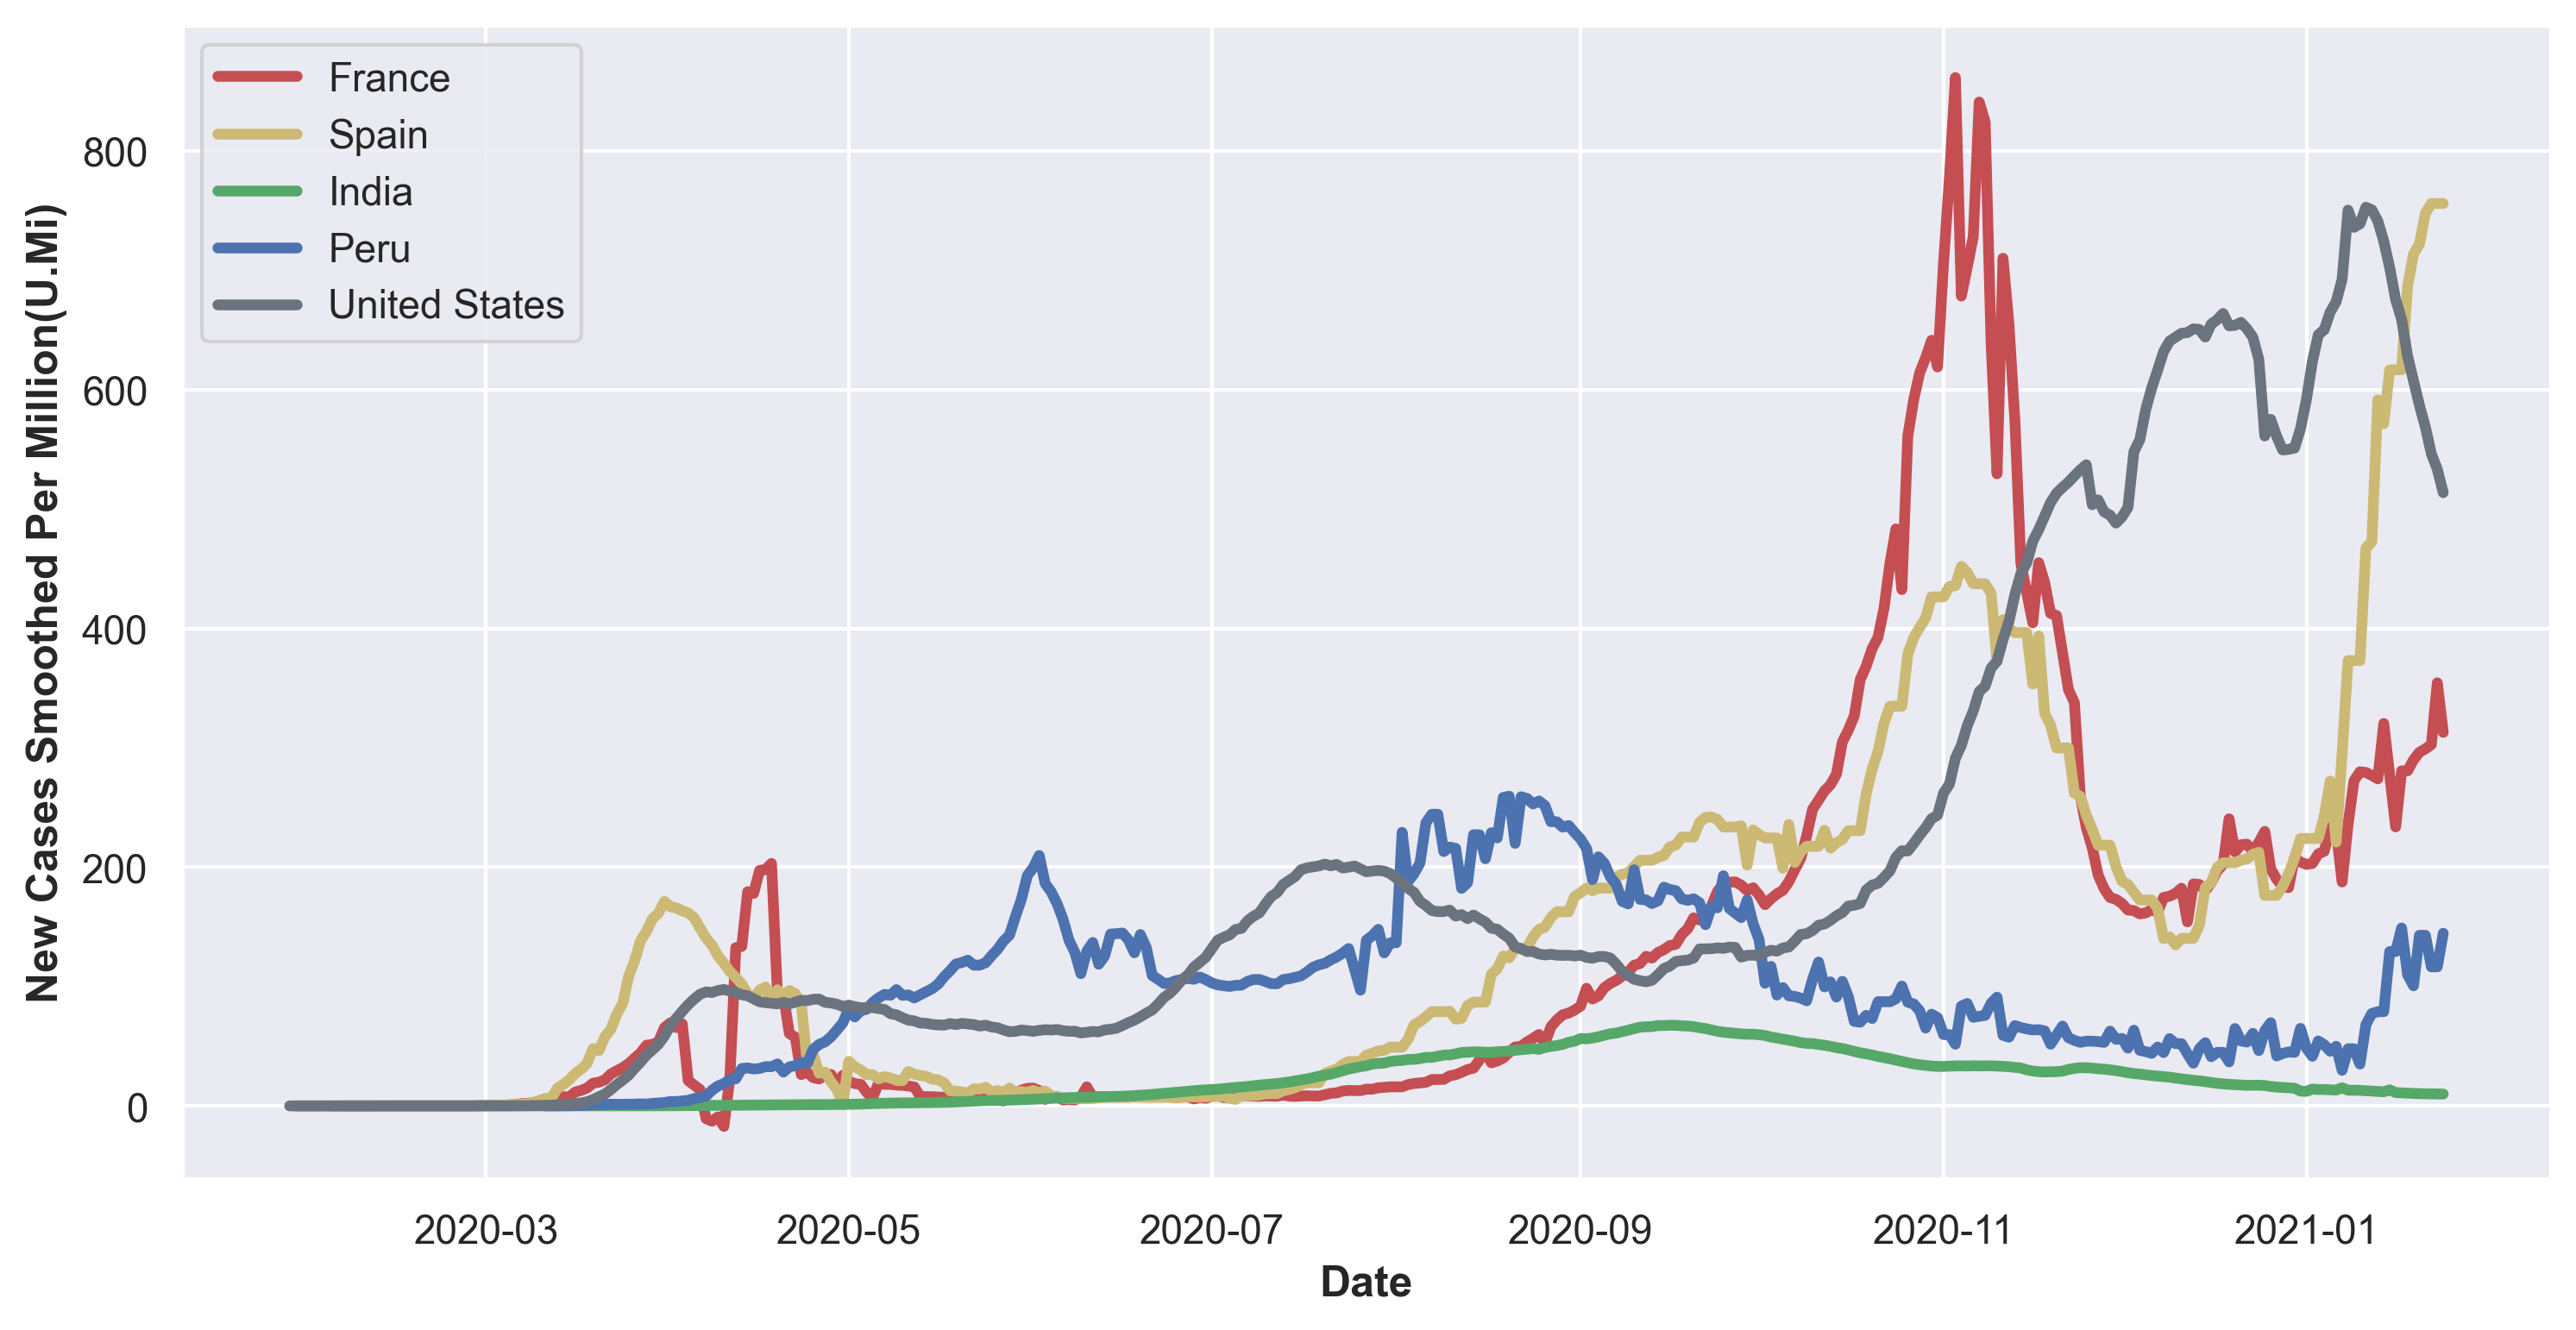 France
Spain
India
Peru
United States
New Cases Smoothed Per Million(U.Mi)
800
600
400
200
0
2020-03 2020-05 2020-07 2020-09 2020-11 2021-01
Date